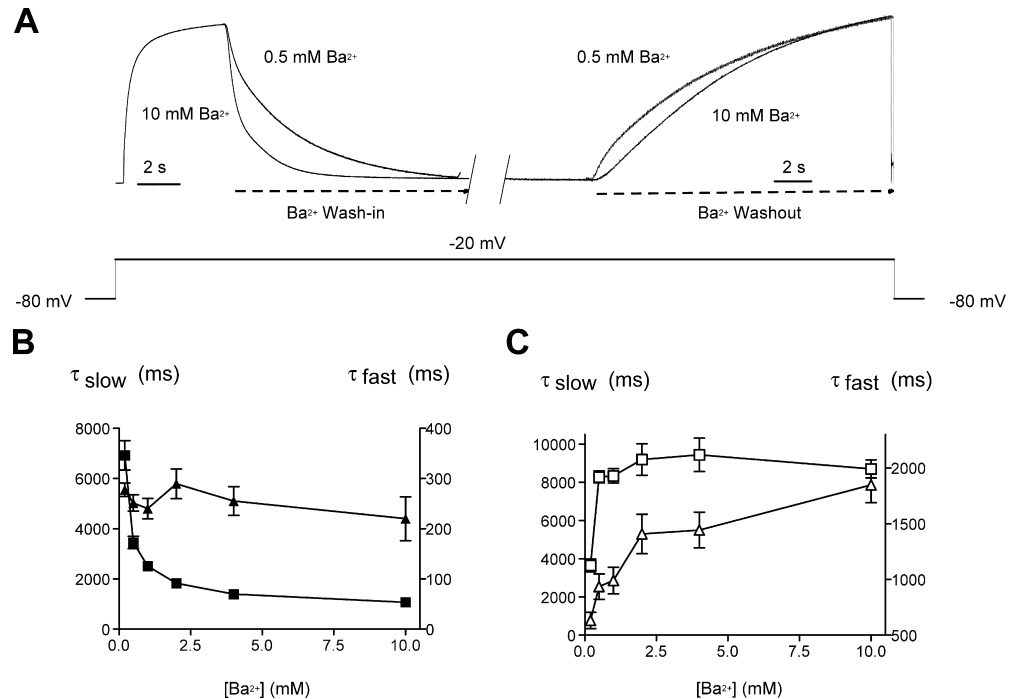 A
0.5 mM Ba²⁺ 0.5 mM Ba²⁺
10 mM Ba²⁺ 10 mM Ba²⁺
2 s 2 s
Ba²⁺ Wash-in Ba²⁺ Washout
-20 mV
-80 mV -80 mV
B
τ slow (ms) τ fast (ms)
8000 400
6000 300
4000 200
2000 100
0 0
0.0 2.5 5.0 7.5 10.0
[Ba²⁺] (mM)
C
τ slow (ms) τ fast (ms)
10000
2000
8000
1500
6000
4000
1000
2000
0 500
0.0 2.5 5.0 7.5 10.0
[Ba²⁺] (mM)